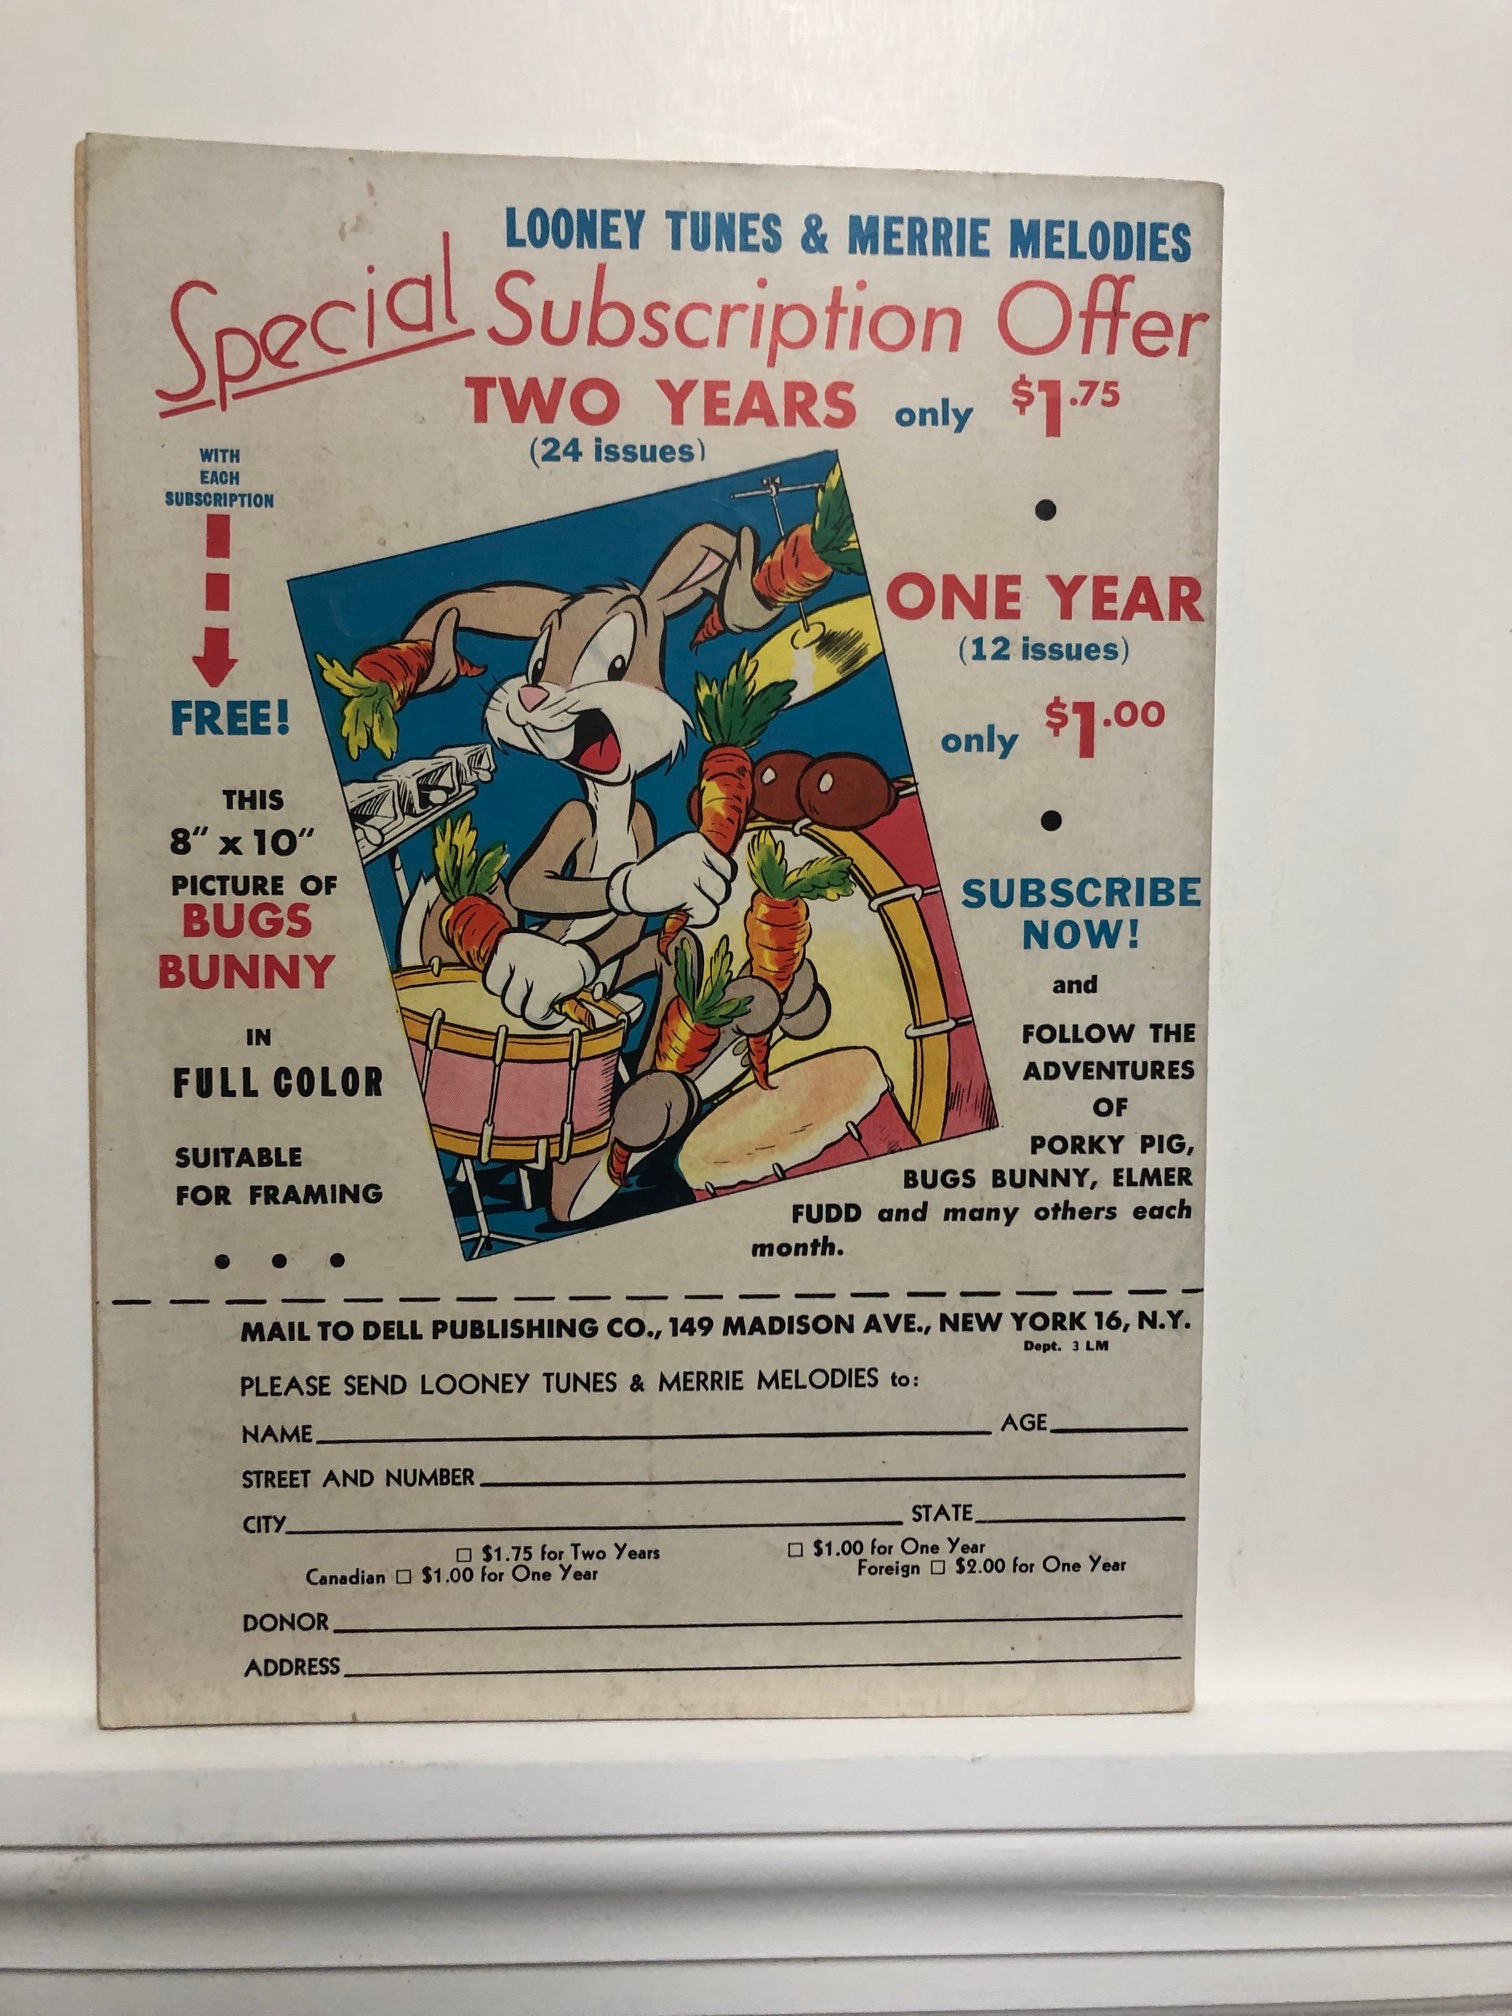 LOONEY TUNES & MERRIE MELODIES
Special Subscription Offer
TWO YEARS only $1.75
(24 issues)
WITH
EACH
SUBSCRIPTION
FREE!
THIS
8" x 10"
PICTURE OF
BUGS
BUNNY
IN
FULL COLOR
SUITABLE
FOR FRAMING
ONE YEAR
(12 issues)
only $1.00
SUBSCRIBE
NOW!
and
FOLLOW THE
ADVENTURES
OF
PORKY PIG,
BUGS BUNNY, ELMER
FUDD and many others each
month.
MAIL TO DELL PUBLISHING CO., 149 MADISON AVE., NEW YORK 16, N.Y.
Dept. 3 LM
PLEASE SEND LOONEY TUNES & MERRIE MELODIES to:
NAME AGE
STREET AND NUMBER
CITY STATE
□ $1.75 for Two Years □ $1.00 for One Year
Canadian □ $1.00 for One Year Foreign □ $2.00 for One Year
DONOR
ADDRESS